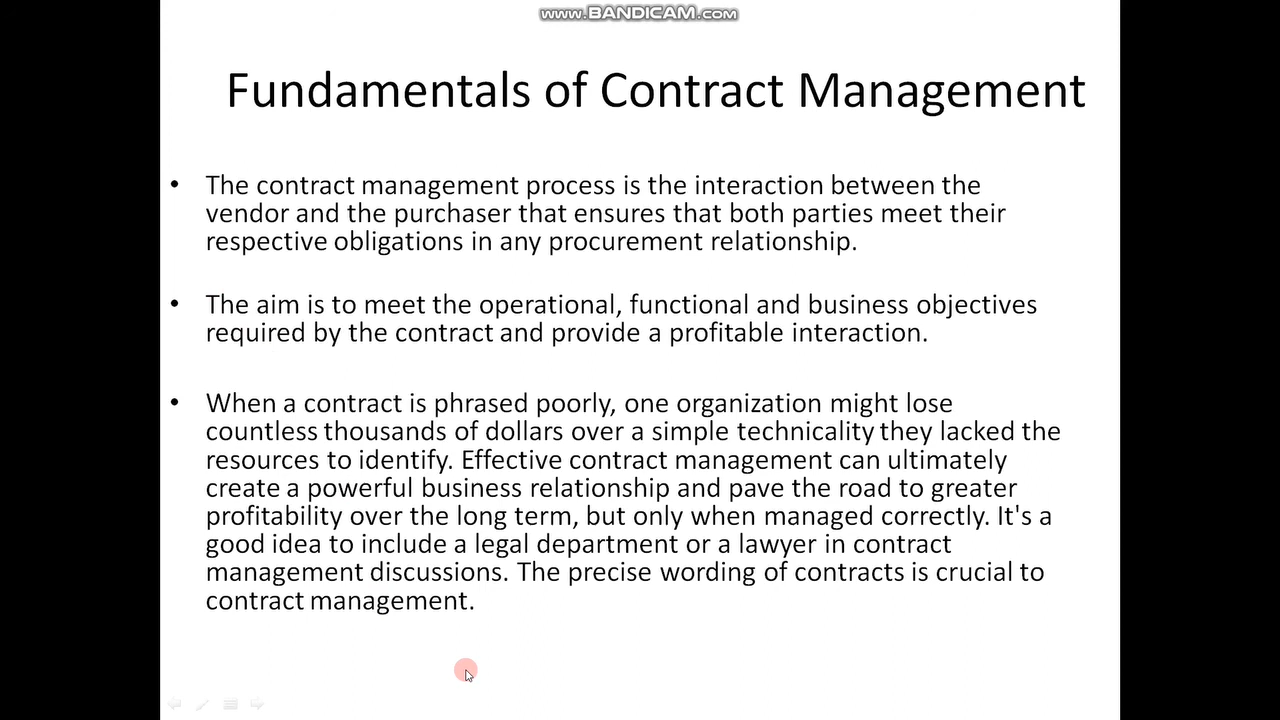 www.BANDICAM.com
Fundamentals of Contract Management
• The contract management process is the interaction between the
vendor and the purchaser that ensures that both parties meet their
respective obligations in any procurement relationship.
• The aim is to meet the operational, functional and business objectives
required by the contract and provide a profitable interaction.
• When a contract is phrased poorly, one organization might lose
countless thousands of dollars over a simple technicality they lacked the
resources to identify. Effective contract management can ultimately
create a powerful business relationship and pave the road to greater
profitability over the long term, but only when managed correctly. It's a
good idea to include a legal department or a lawyer in contract
management discussions. The precise wording of contracts is crucial to
contract management.